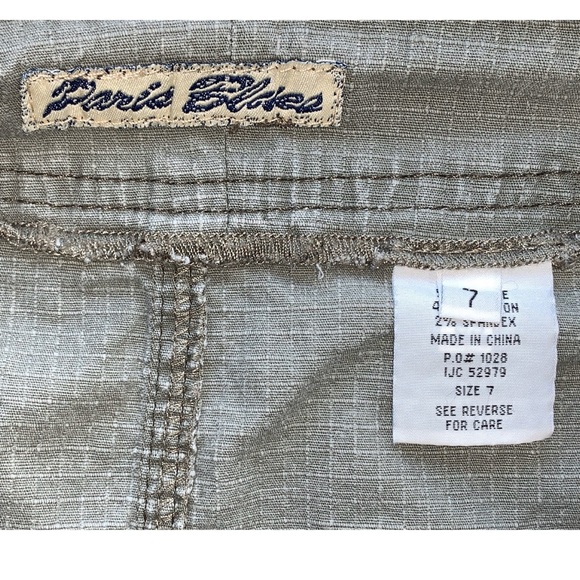 Paris Blues
7
2% SPANDEX
MADE IN CHINA
P.O# 1028
IJC 52979
SIZE 7
SEE REVERSE
FOR CARE